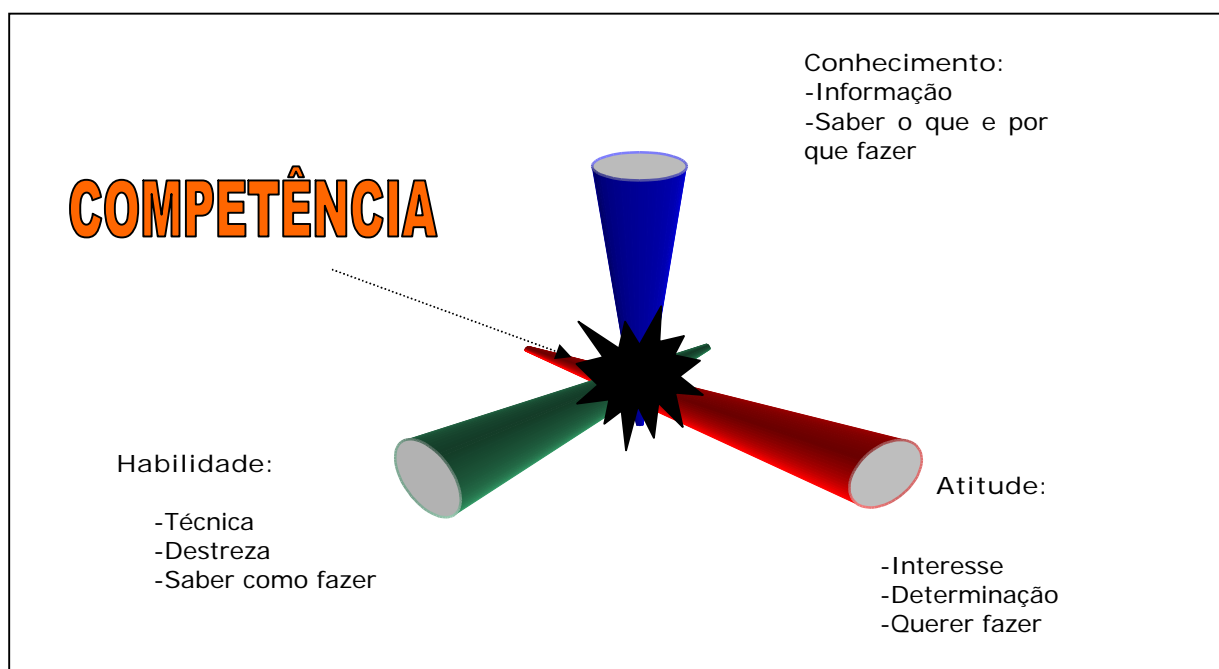 Conhecimento:
-Informação
-Saber o que e por
que fazer
COMPETÊNCIA
Habilidade:
-Técnica
-Destreza
-Saber como fazer
Atitude:
-Interesse
-Determinação
-Querer fazer